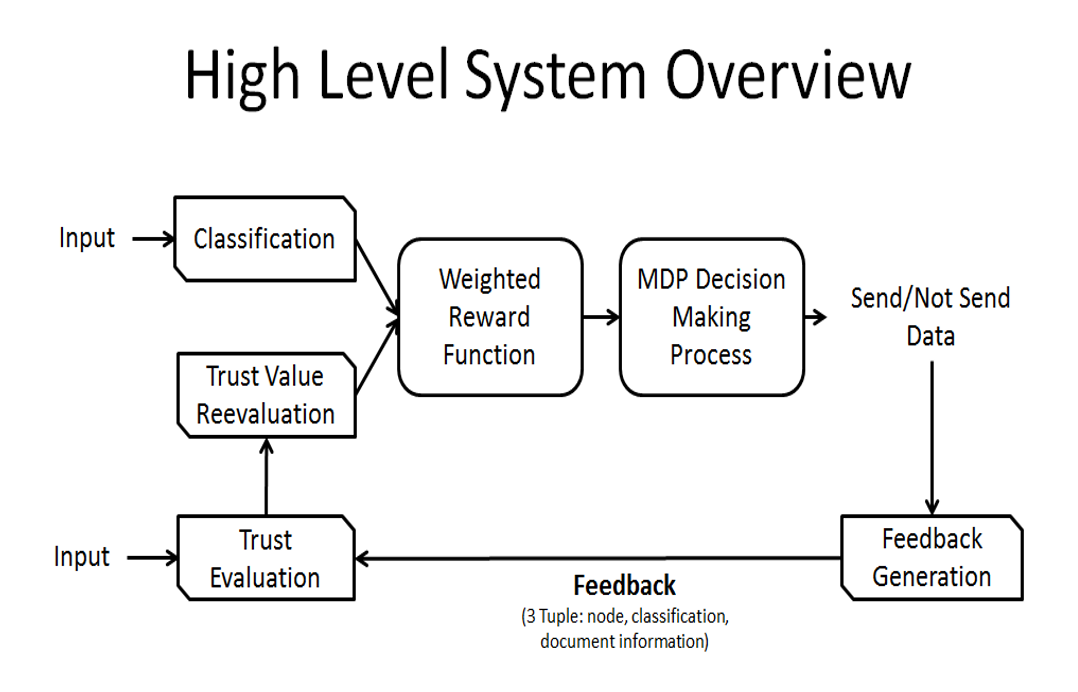 High Level System Overview
Input
Classification
Weighted
Reward
Function
MDP Decision
Making
Process
Send/Not Send
Data
Trust Value
Reevaluation
Input
Trust
Evaluation
Feedback
Generation
Feedback
(3 Tuple: node, classification,
document information)